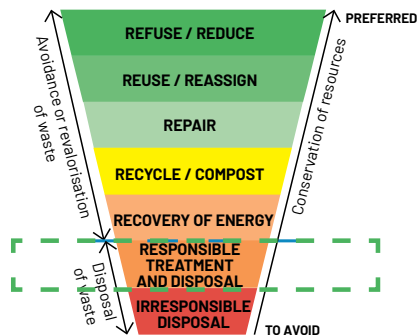 PREFERRED
REFUSE / REDUCE
REUSE / REASSIGN
REPAIR
RECYCLE / COMPOST
RECOVERY OF ENERGY
RESPONSIBLE
TREATMENT
AND DISPOSAL
IRRESPONSIBLE
DISPOSAL
TO AVOID
Avoidance or revalorisation
of waste
Disposal
of waste
Conservation of resources